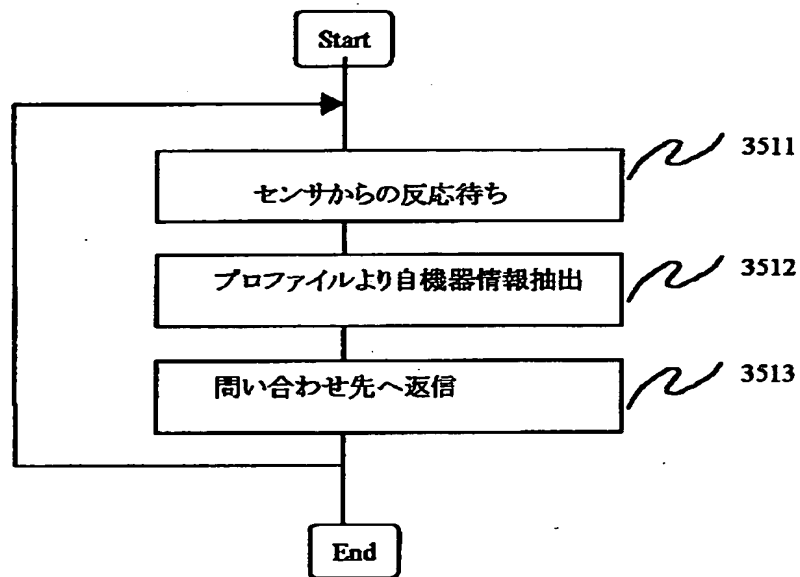 Start
センサからの反応待ち
3511
プロファイルより自機器情報抽出
3512
問い合わせ先へ返信
3513
End